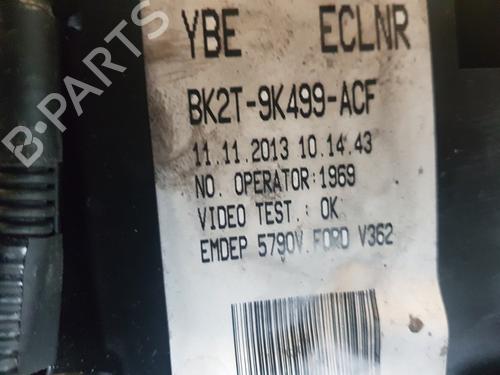 YBE ECLNR
BK2T-9K499-ACF
11.11.2013 10.14.43
NO. OPERATOR:1969
VIDEO TEST.: OK
EMDEP 5790V.FORD V362
B-PARTS